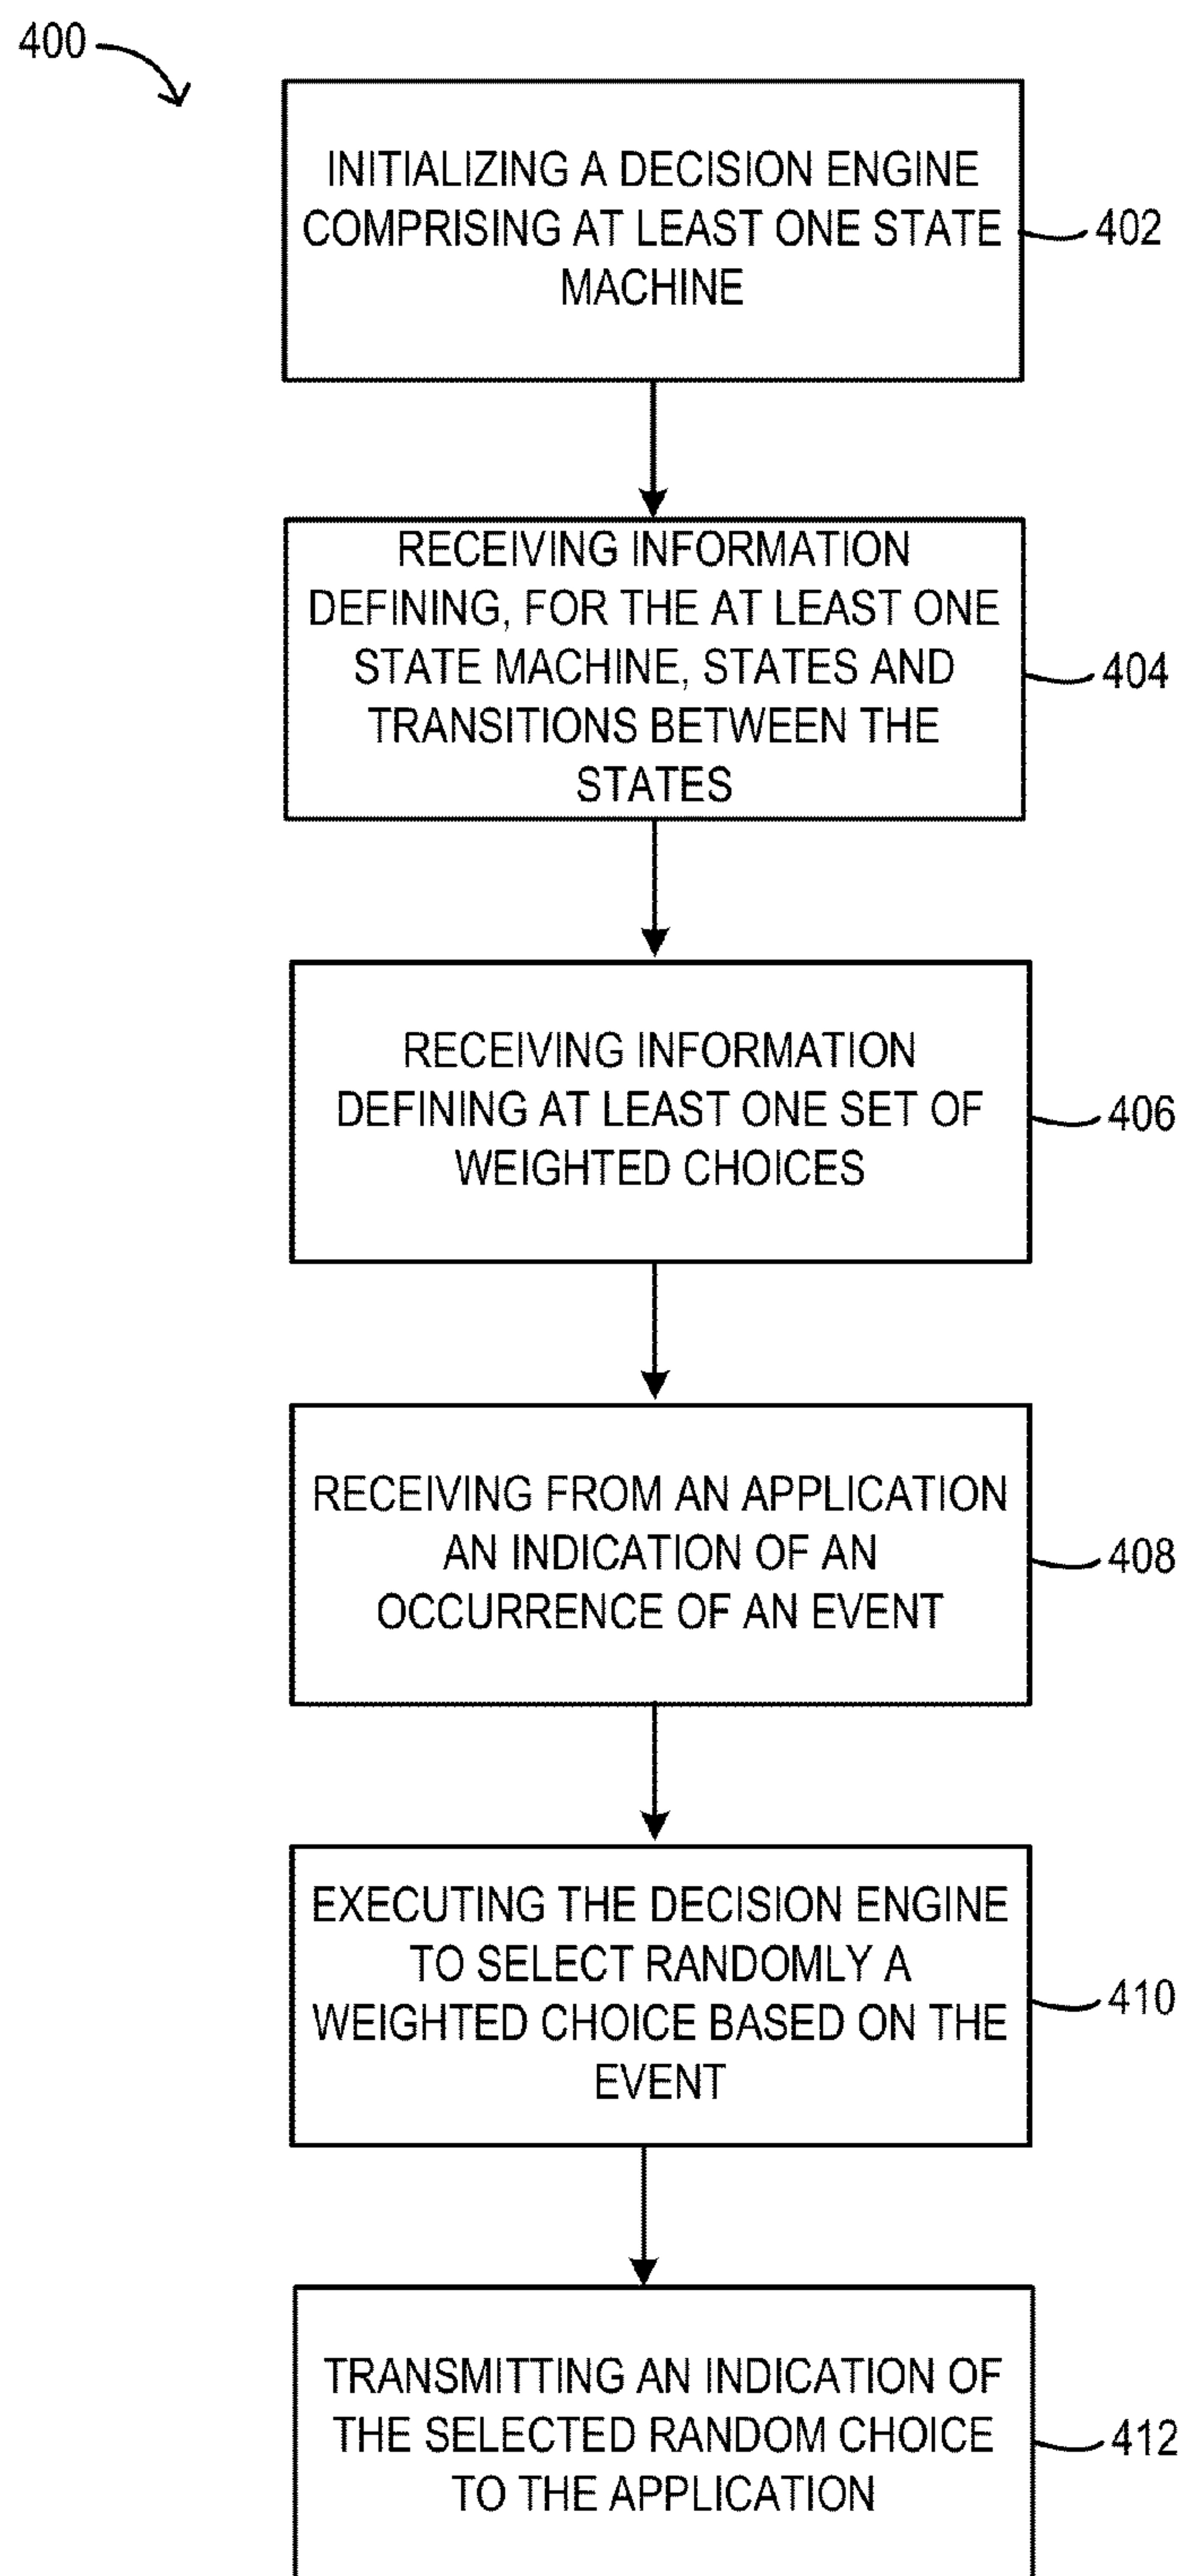 400
INITIALIZING A DECISION ENGINE
COMPRISING AT LEAST ONE STATE
MACHINE
402
RECEIVING INFORMATION
DEFINING, FOR THE AT LEAST ONE
STATE MACHINE, STATES AND
TRANSITIONS BETWEEN THE
STATES
404
RECEIVING INFORMATION
DEFINING AT LEAST ONE SET OF
WEIGHTED CHOICES
406
RECEIVING FROM AN APPLICATION
AN INDICATION OF AN
OCCURRENCE OF AN EVENT
408
EXECUTING THE DECISION ENGINE
TO SELECT RANDOMLY A
WEIGHTED CHOICE BASED ON THE
EVENT
410
TRANSMITTING AN INDICATION OF
THE SELECTED RANDOM CHOICE
TO THE APPLICATION
412